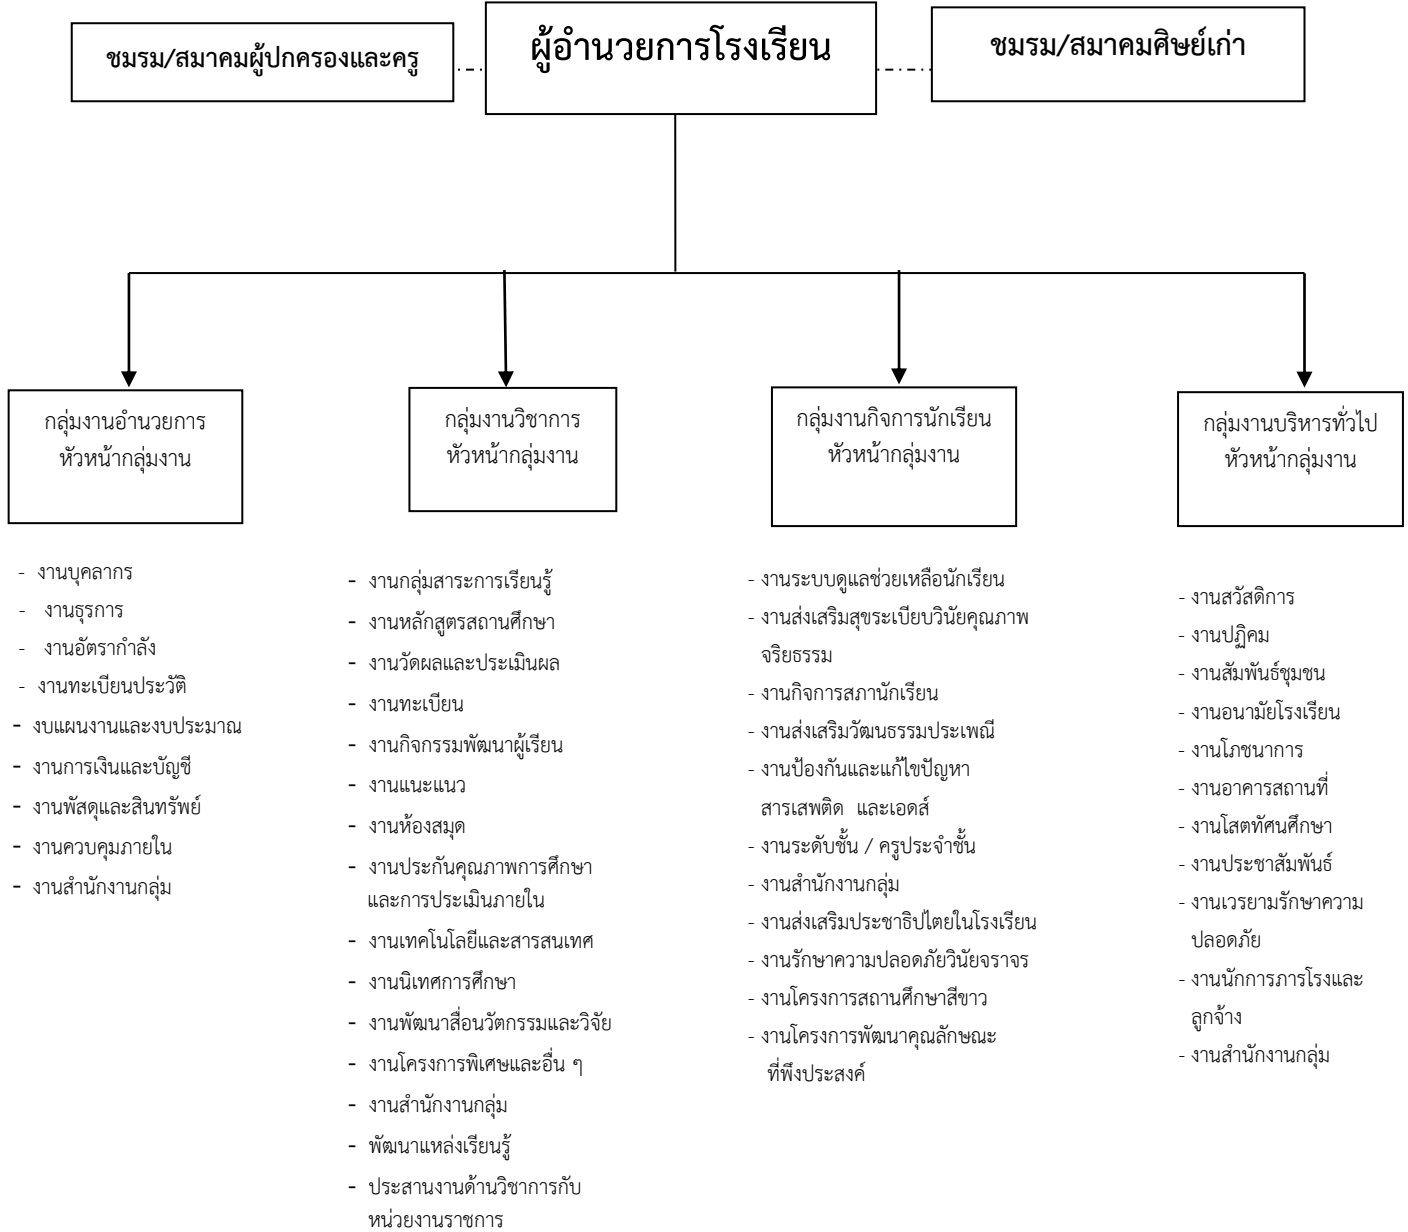 ชมรม/สมาคมผู้ปกครองและครู
ผู้อำนวยการโรงเรียน
ชมรม/สมาคมศิษย์เก่า
กลุ่มงานอำนวยการ
หัวหน้ากลุ่มงาน
- งานบุคลากร
- งานธุรการ
- งานอัตรากำลัง
- งานทะเบียนประวัติ
- งบแผนงานและงบประมาณ
- งานการเงินและบัญชี
- งานพัสดุและสินทรัพย์
- งานควบคุมภายใน
- งานสำนักงานกลุ่ม
กลุ่มงานวิชาการ
หัวหน้ากลุ่มงาน
- งานกลุ่มสาระการเรียนรู้
- งานหลักสูตรสถานศึกษา
- งานวัดผลและประเมินผล
- งานทะเบียน
- งานกิจกรรมพัฒนาผู้เรียน
- งานแนะแนว
- งานห้องสมุด
- งานประกันคุณภาพการศึกษา
และการประเมินภายใน
- งานเทคโนโลยีและสารสนเทศ
- งานนิเทศการศึกษา
- งานพัฒนาสื่อนวัตกรรมและวิจัย
- งานโครงการพิเศษและอื่น ๆ
- งานสำนักงานกลุ่ม
- พัฒนาแหล่งเรียนรู้
- ประสานงานด้านวิชาการกับ
หน่วยงานราชการ
กลุ่มงานกิจการนักเรียน
หัวหน้ากลุ่มงาน
- งานระบบดูแลช่วยเหลือนักเรียน
- งานส่งเสริมสุขระเบียบวินัยคุณภาพ
จริยธรรม
- งานกิจการสภานักเรียน
- งานส่งเสริมวัฒนธรรมประเพณี
- งานป้องกันและแก้ไขปัญหา
สารเสพติด และเอดส์
- งานระดับชั้น / ครูประจำชั้น
- งานสำนักงานกลุ่ม
- งานส่งเสริมประชาธิปไตยในโรงเรียน
- งานรักษาความปลอดภัยวินัยจราจร
- งานโครงการสถานศึกษาสีขาว
- งานโครงการพัฒนาคุณลักษณะ
ที่พึงประสงค์
กลุ่มงานบริหารทั่วไป
หัวหน้ากลุ่มงาน
- งานสวัสดิการ
- งานปฏิคม
- งานสัมพันธ์ชุมชน
- งานอนามัยโรงเรียน
- งานโภชนาการ
- งานอาคารสถานที่
- งานโสตทัศนศึกษา
- งานประชาสัมพันธ์
- งานเวรยามรักษาความ
ปลอดภัย
- งานนักการภารโรงและ
ลูกจ้าง
- งานสำนักงานกลุ่ม